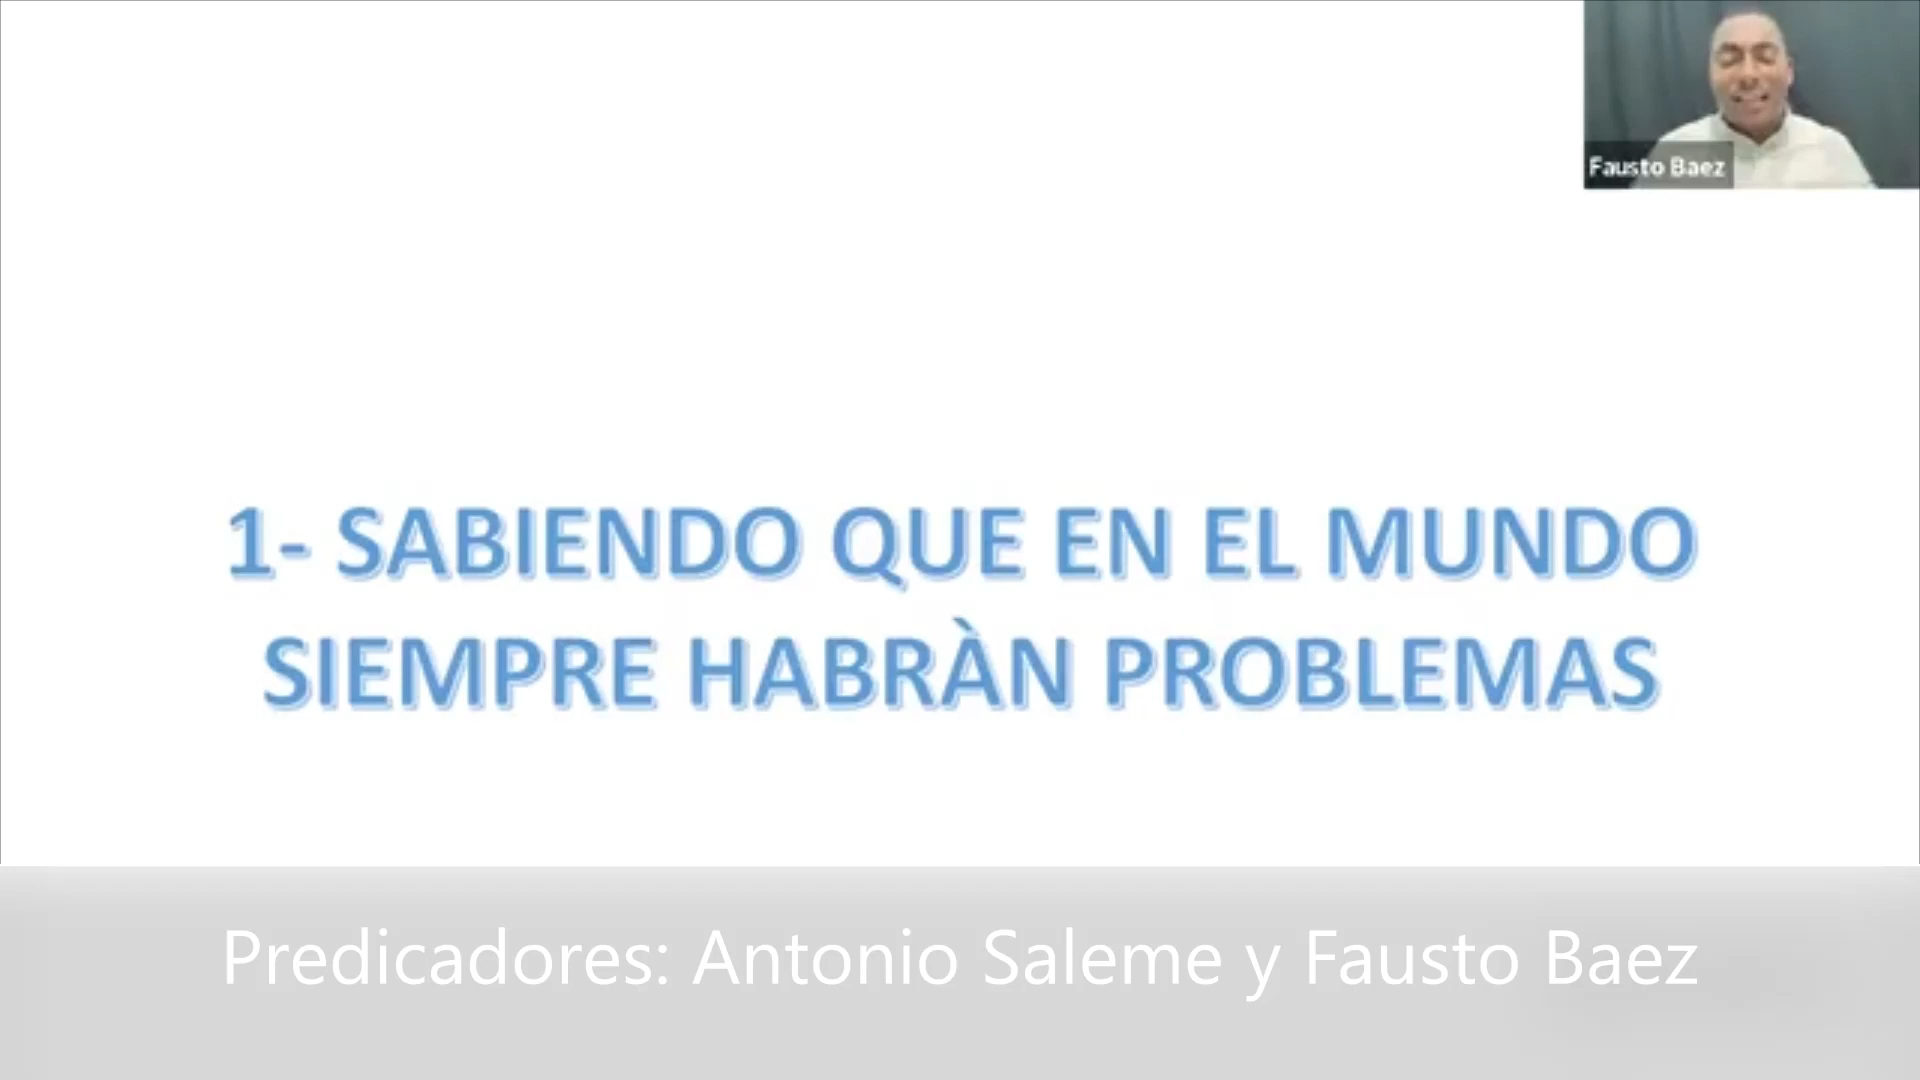 Fausto Baez
1- SABIENDO QUE EN EL MUNDO
SIEMPRE HABRÀN PROBLEMAS
Predicadores: Antonio Saleme y Fausto Baez